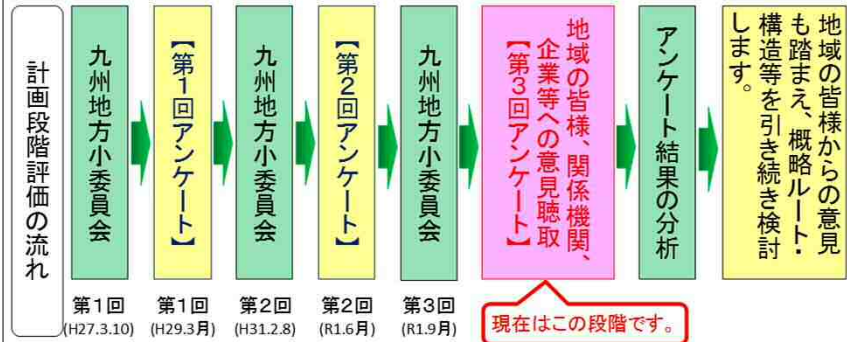 計画段階評価の流れ
九州地方小委員会
【第1回アンケート】
九州地方小委員会
【第2回アンケート】
九州地方小委員会
地域の皆様、関係機関、
企業等への意見聴取
【第3回アンケート】
アンケート結果の分析
地域の皆様からの意見
も踏まえ、概略ルート・
構造等を引き続き検討
します。
第1回
(H27.3.10)
第1回
(H29.3月)
第2回
(H31.2.8)
第2回
(R1.6月)
第3回
(R1.9月)
現在はこの段階です。